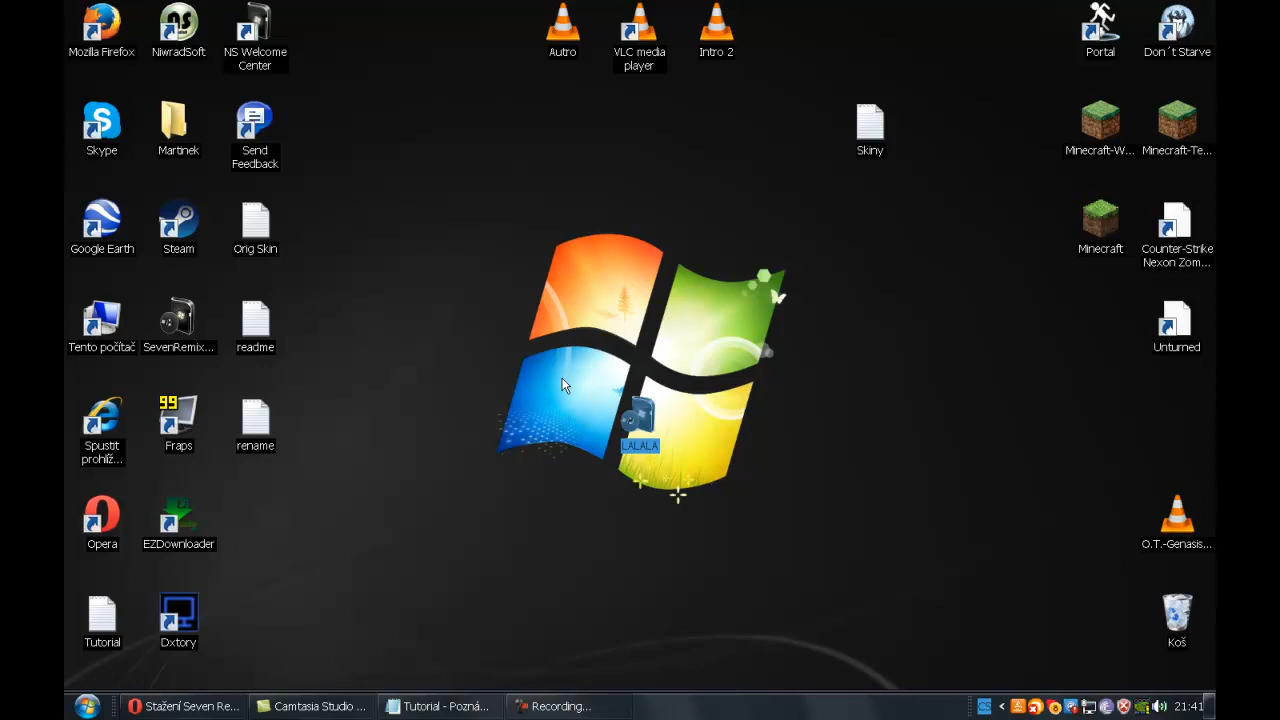 Mozilla Firefox
NiwradSoft
NS Welcome
Center
Autro
VLC media
player
Intro 2
Portal
Don´t Starve
Skype
Martinek
Send
Feedback
Skiny
Minecraft-W...
Minecraft-Te...
Google Earth
Steam
Orig Skin
Minecraft
Counter-Strike
Nexon Zom...
Tento počítač
SevenRemix...
readme
Unturned
99
Spustit
prohlíž...
Fraps
rename
LALALA
Opera
EZDownloader
O.T.-Genasis...
Tutorial
Dxtory
Koš
Stažení Seven Re...
Camtasia Studio ...
Tutorial – Pozná...
Recording...
CS
21:41